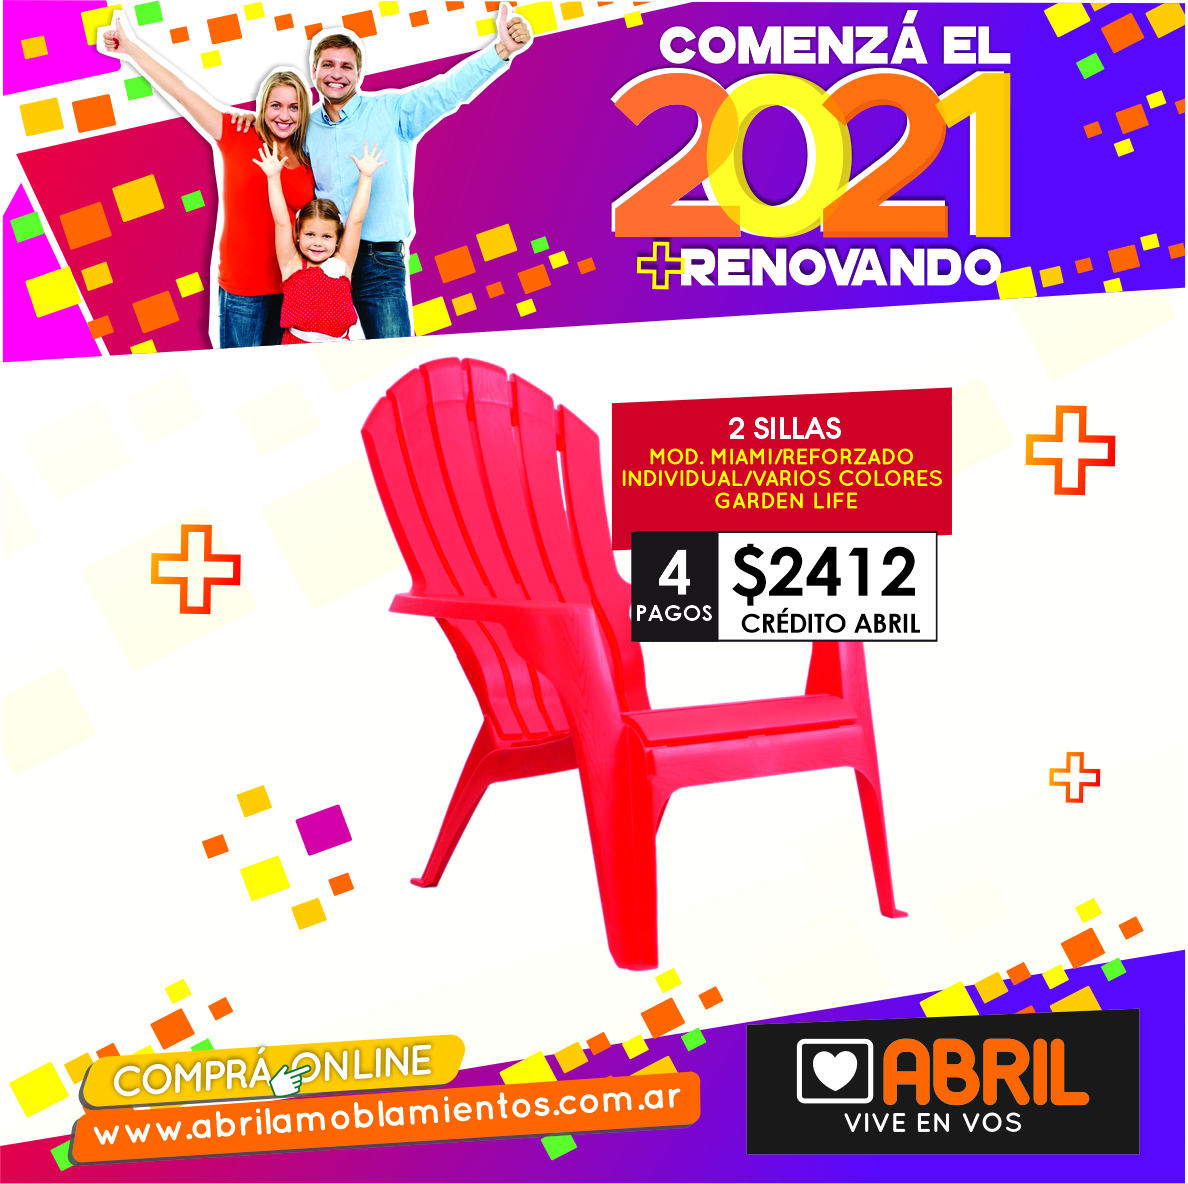 COMENZÁ EL
2021
+RENOVANDO
2 SILLAS
MOD. MIAMI/REFORZADO
INDIVIDUAL/VARIOS COLORES
GARDEN LIFE
4
PAGOS
$2412
CRÉDITO ABRIL
COMPRÁ ONLINE
www.abrilamoblamientos.com.ar
ABRIL
VIVE EN VOS